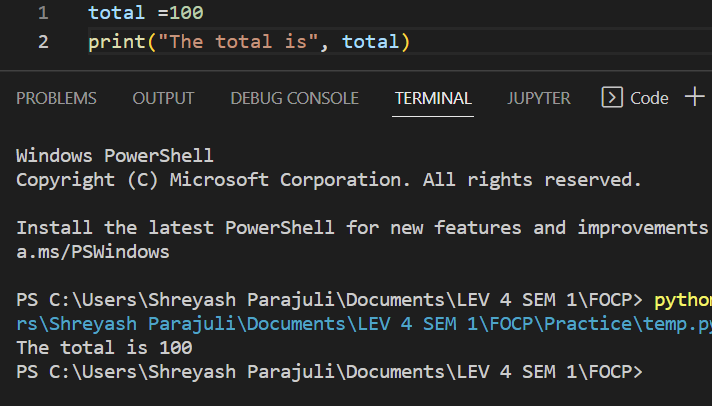 1 total =100
2 print("The total is", total)
PROBLEMS OUTPUT DEBUG CONSOLE TERMINAL JUPYTER Code
Windows PowerShell
Copyright (C) Microsoft Corporation. All rights reserved.
Install the latest PowerShell for new features and improvements
a.ms/PSWindows
PS C:\Users\Shreyash Parajuli\Documents\LEV 4 SEM 1\FOCP> python
rs\Shreyash Parajuli\Documents\LEV 4 SEM 1\FOCP\Practice\temp.py
The total is 100
PS C:\Users\Shreyash Parajuli\Documents\LEV 4 SEM 1\FOCP>